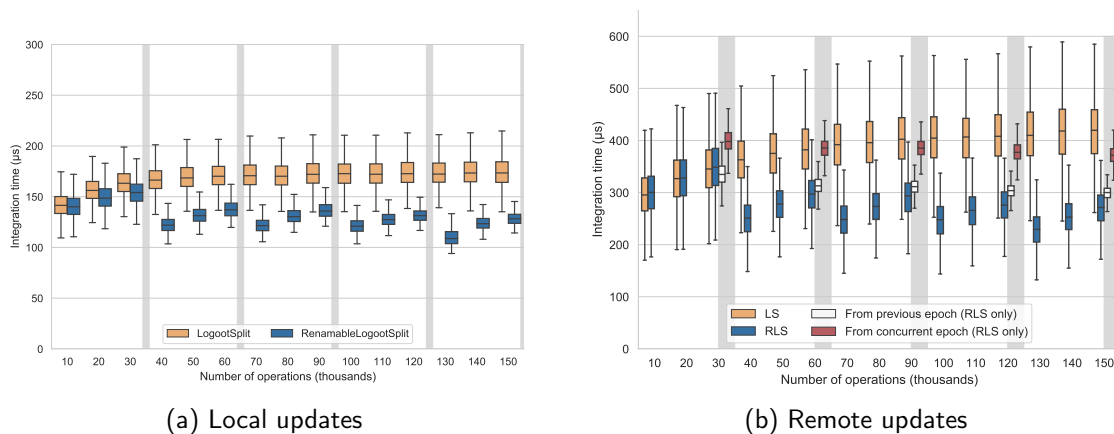 300
250
200
150
100
50
0
Integration time (μs)
LogootSplit
RenamableLogootSplit
10 20 30 40 50 60 70 80 90 100 110 120 130 140 150
Number of operations (thousands)
(a) Local updates
600
500
400
300
200
100
0
Integration time (μs)
LS
From previous epoch (RLS only)
RLS
From concurrent epoch (RLS only)
10 20 30 40 50 60 70 80 90 100 110 120 130 140 150
Number of operations (thousands)
(b) Remote updates